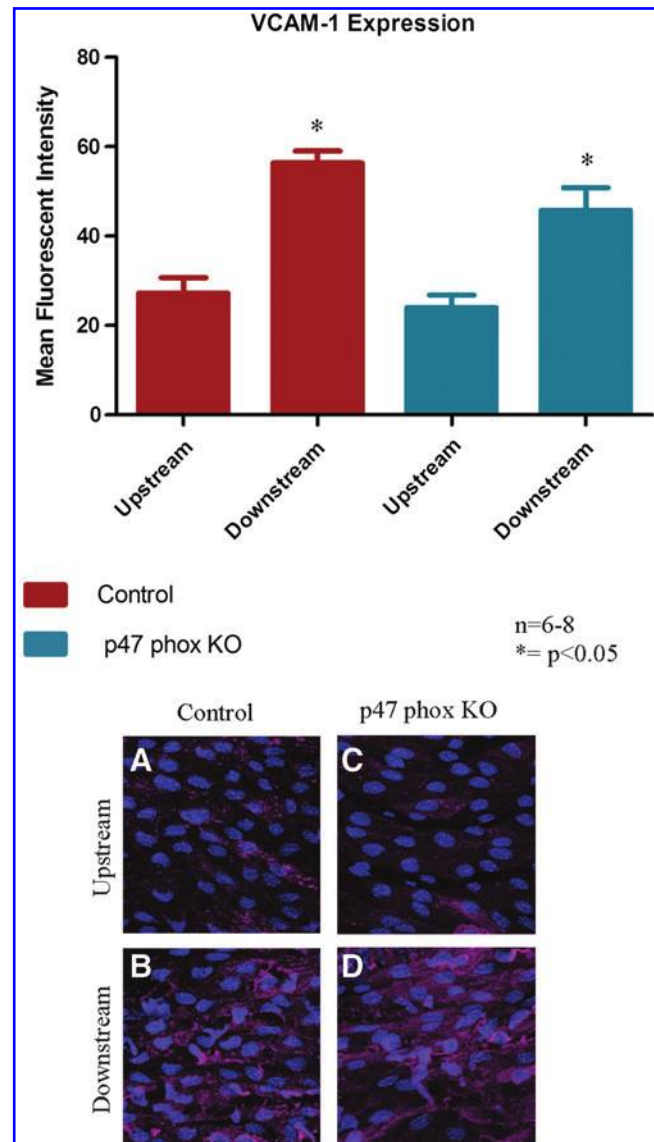 VCAM-1 Expression
Mean Fluorescent Intensity
80
60
40
20
0
*
*
Upstream
Downstream
Upstream
Downstream
Control
p47 phox KO
n=6-8
*= p<0.05
Control
p47 phox KO
Upstream
A
C
Downstream
B
D